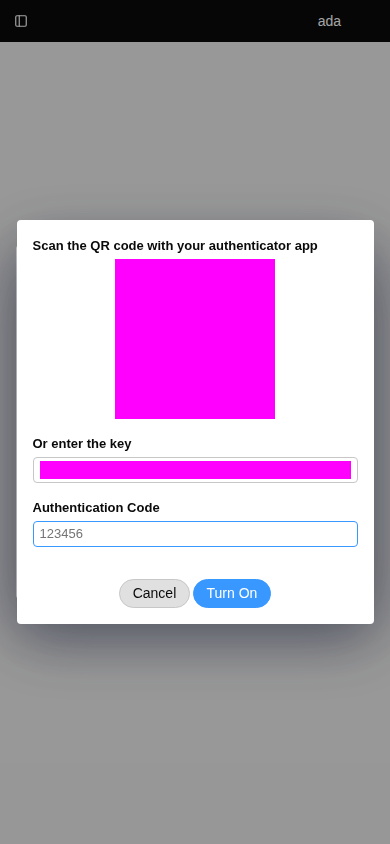 ada
Scan the QR code with your authenticator app
Or enter the key
Authentication Code
123456
Cancel
Turn On